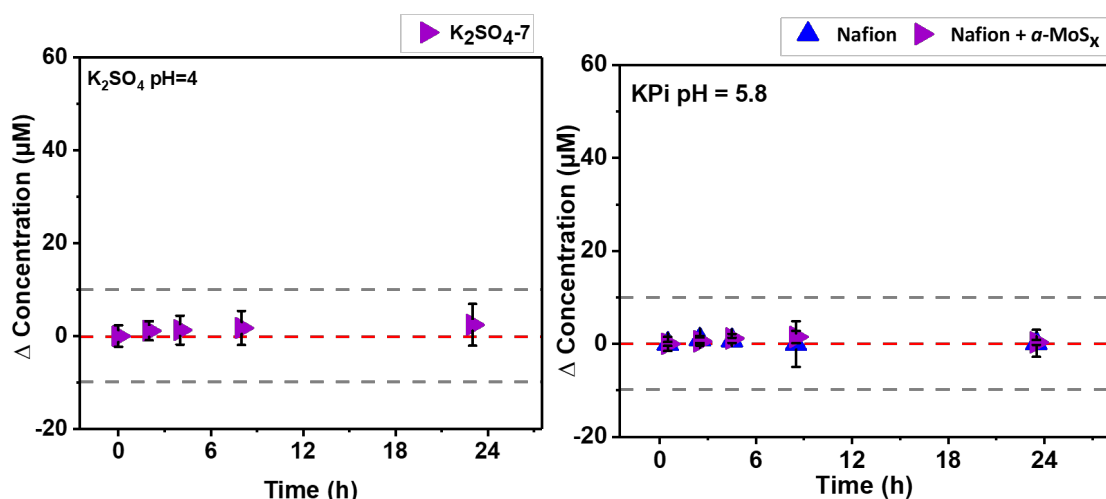 K₂SO₄-7
K₂SO₄ pH=4
60
40
20
0
-20
Δ Concentration (µM)
0 6 12 18 24
Time (h)
Nafion Nafion + a-MoSₓ
KPi pH = 5.8
60
40
20
0
-20
Δ Concentration (µM)
0 6 12 18 24
Time (h)